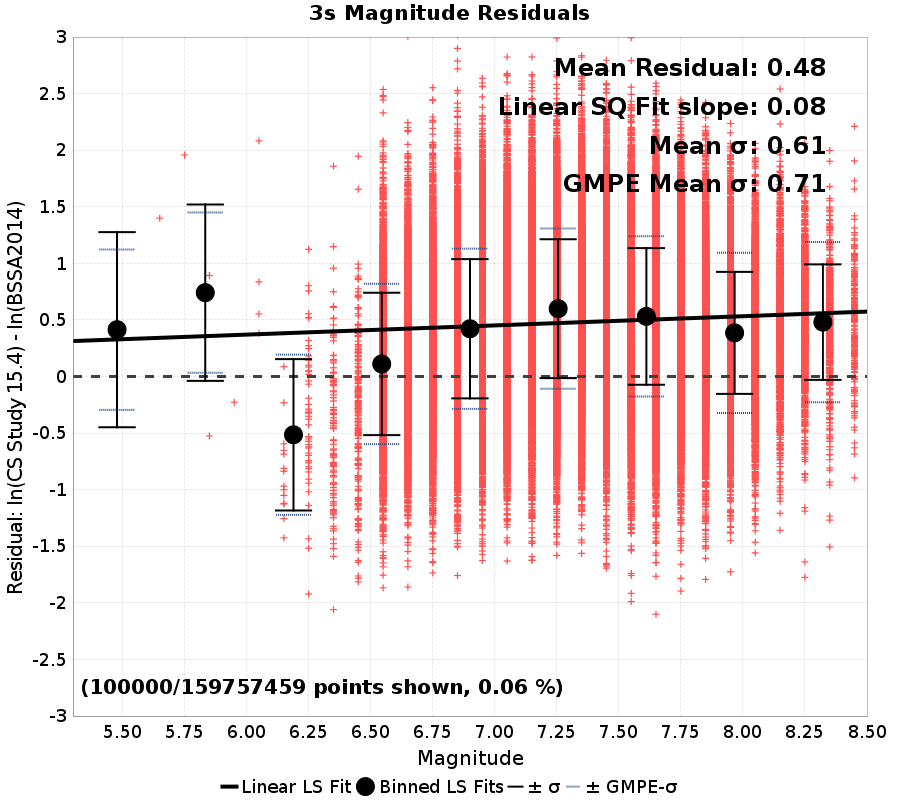 3s Magnitude Residuals
Residual: ln(CS Study 15.4) - ln(BSSA2014)
3
2.5
2
1.5
1
0.5
0
-0.5
-1
-1.5
-2
-2.5
-3
Mean Residual: 0.48
Linear SQ Fit slope: 0.08
Mean σ: 0.61
GMPE Mean σ: 0.71
(100000/159757459 points shown, 0.06 %)
5.50 5.75 6.00 6.25 6.50 6.75 7.00 7.25 7.50 7.75 8.00 8.25 8.50
Magnitude
Linear LS Fit Binned LS Fits ± σ ± GMPE-σ